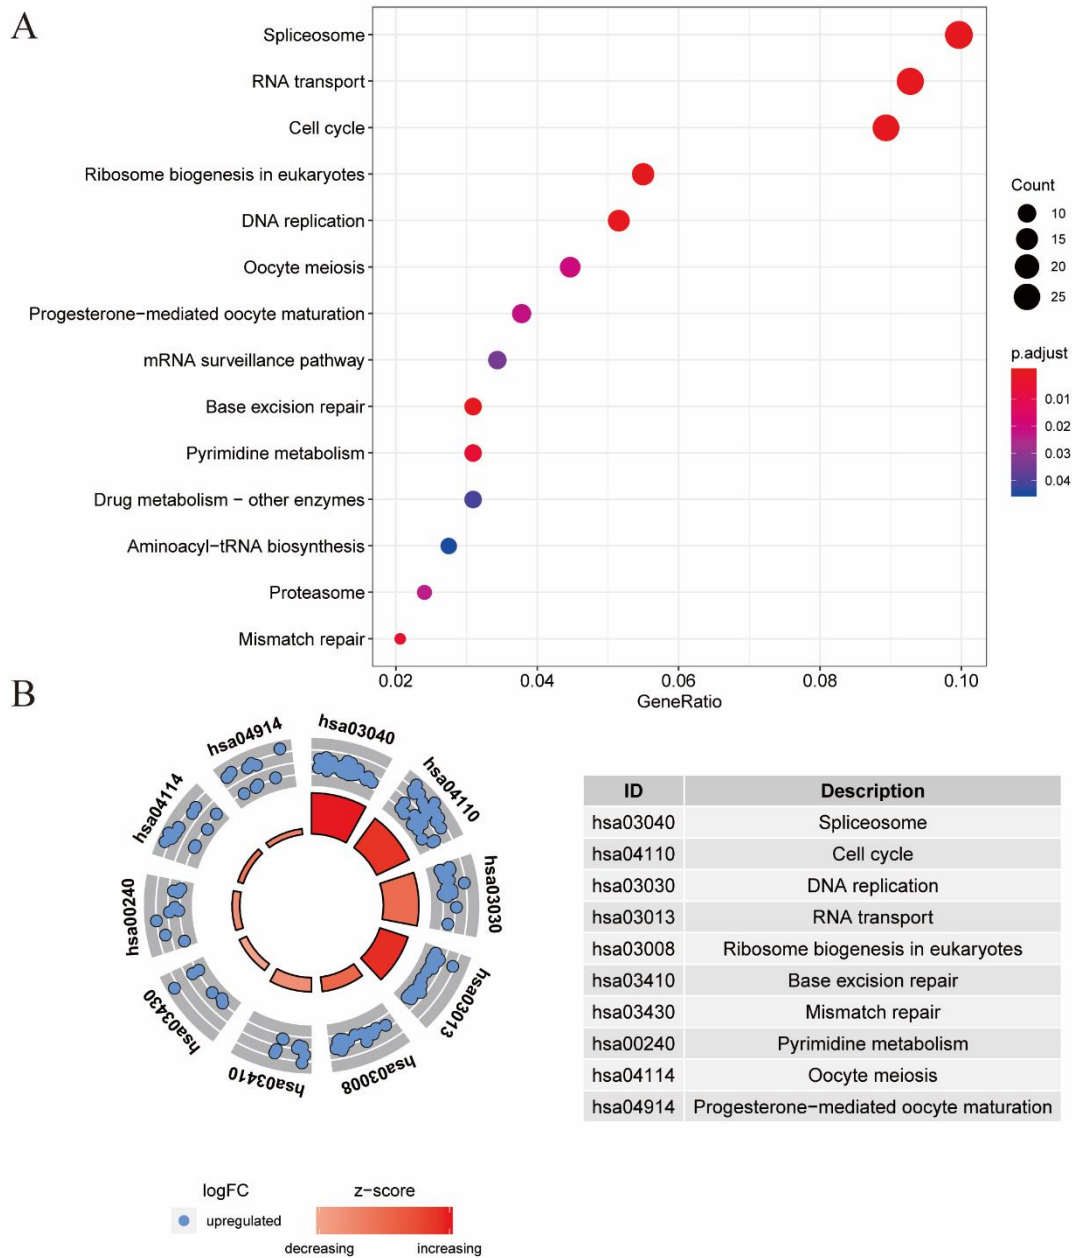 A
Spliceosome
RNA transport
Cell cycle
Ribosome biogenesis in eukaryotes
DNA replication
Oocyte meiosis
Progesterone−mediated oocyte maturation
mRNA surveillance pathway
Base excision repair
Pyrimidine metabolism
Drug metabolism − other enzymes
Aminoacyl−tRNA biosynthesis
Proteasome
Mismatch repair
0.02 0.04 0.06 0.08 0.10
GeneRatio
Count
10
15
20
25
p.adjust
0.01
0.02
0.03
0.04
B
hsa03040
hsa04110
hsa03030
hsa03013
hsa03008
hsa03410
hsa03430
hsa00240
hsa04114
hsa04914
ID Description
hsa03040 Spliceosome
hsa04110 Cell cycle
hsa03030 DNA replication
hsa03013 RNA transport
hsa03008 Ribosome biogenesis in eukaryotes
hsa03410 Base excision repair
hsa03430 Mismatch repair
hsa00240 Pyrimidine metabolism
hsa04114 Oocyte meiosis
hsa04914 Progesterone−mediated oocyte maturation
logFC z−score
upregulated
decreasing increasing